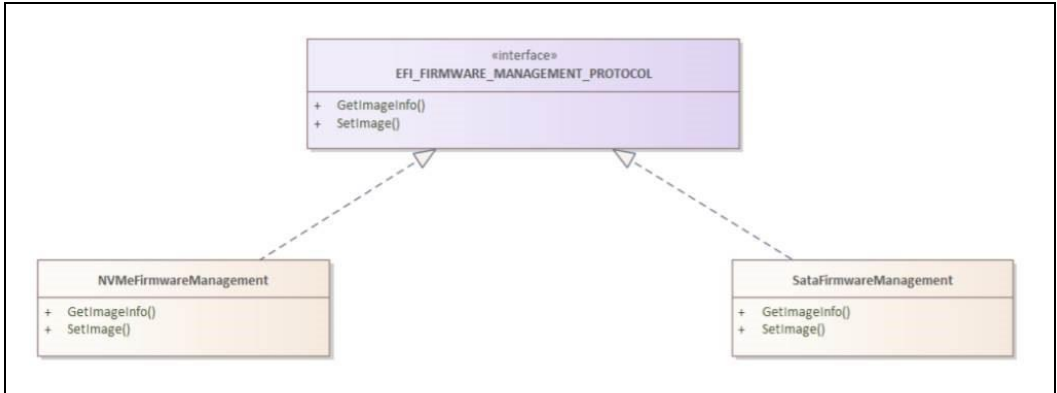 «interface»
EFI_FIRMWARE_MANAGEMENT_PROTOCOL
+ GetImageInfo()
+ SetImage()
NVMeFirmwareManagement
+ GetImageInfo()
+ SetImage()
SataFirmwareManagement
+ GetImageInfo()
+ SetImage()